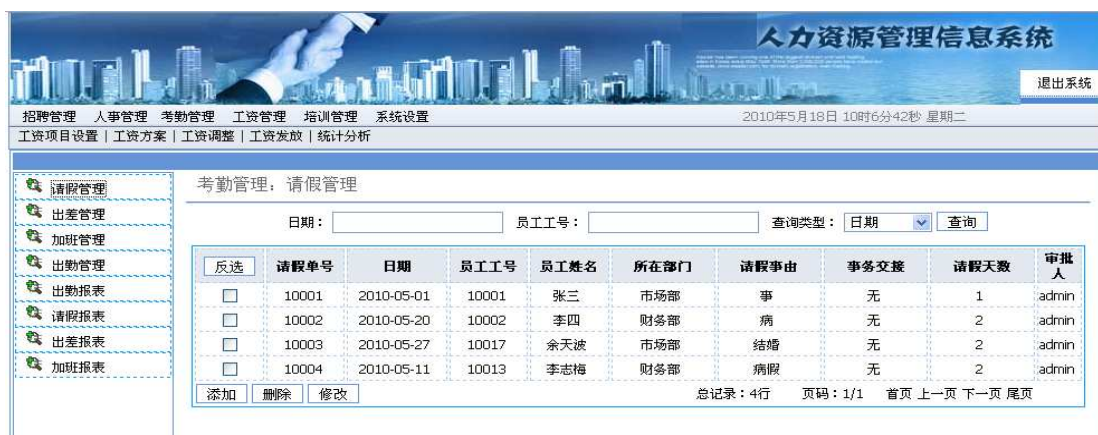 人力资源管理信息系统
退出系统
招聘管理 人事管理 考勤管理 工资管理 培训管理 系统设置 2010年5月18日 10时6分42秒 星期二
工资项目设置 | 工资方案 | 工资调整 | 工资发放 | 统计分析
请假管理
出差管理
加班管理
出勤管理
出勤报表
请假报表
出差报表
加班报表
考勤管理：请假管理
日期： 员工工号： 查询类型： 日期 查询
反选 请假单号 日期 员工工号 员工姓名 所在部门 请假事由 事务交接 请假天数 审批人
10001 2010-05-01 10001 张三 市场部 事 无 1 admin
10002 2010-05-20 10002 李四 财务部 病 无 2 admin
10003 2010-05-27 10017 余天波 市场部 结婚 无 2 admin
10004 2010-05-11 10013 李志梅 财务部 病假 无 2 admin
添加 删除 修改 总记录：4行 页码：1/1 首页 上一页 下一页 尾页